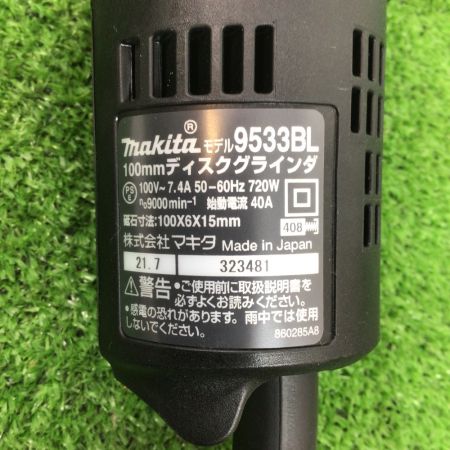 makita® モデル 9533BL
100mmディスクグラインダ
PSE 100V~ 7.4A 50-60Hz 720W
n₀9000min⁻¹ 始動電流 40A
砥石寸法:100X6X15mm
408
株式会社 マキタ Made in Japan
21.7 323481
⚠警告 •ご使用前に取扱説明書を
必ずよくお読みください。
•感電の恐れがあります。雨中では使用
しないでください。
860285A8